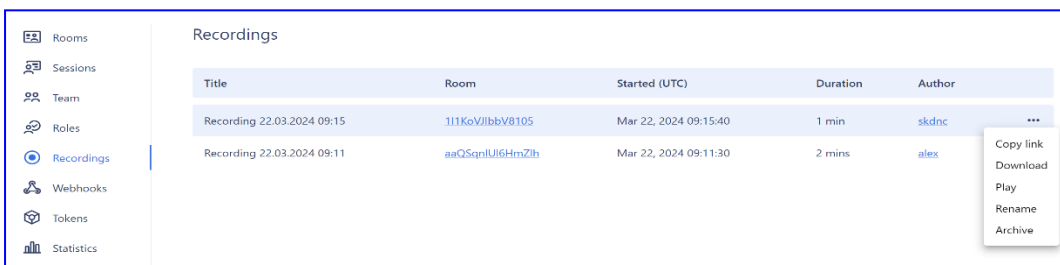 Rooms
Sessions
Team
Roles
Recordings
Webhooks
Tokens
Statistics
Recordings
Title Room Started (UTC) Duration Author
Recording 22.03.2024 09:15 1I1KoVJIbbV8105 Mar 22, 2024 09:15:40 1 min skdnc
Recording 22.03.2024 09:11 aaQSqnIUI6HmZIh Mar 22, 2024 09:11:30 2 mins alex
Copy link
Download
Play
Rename
Archive